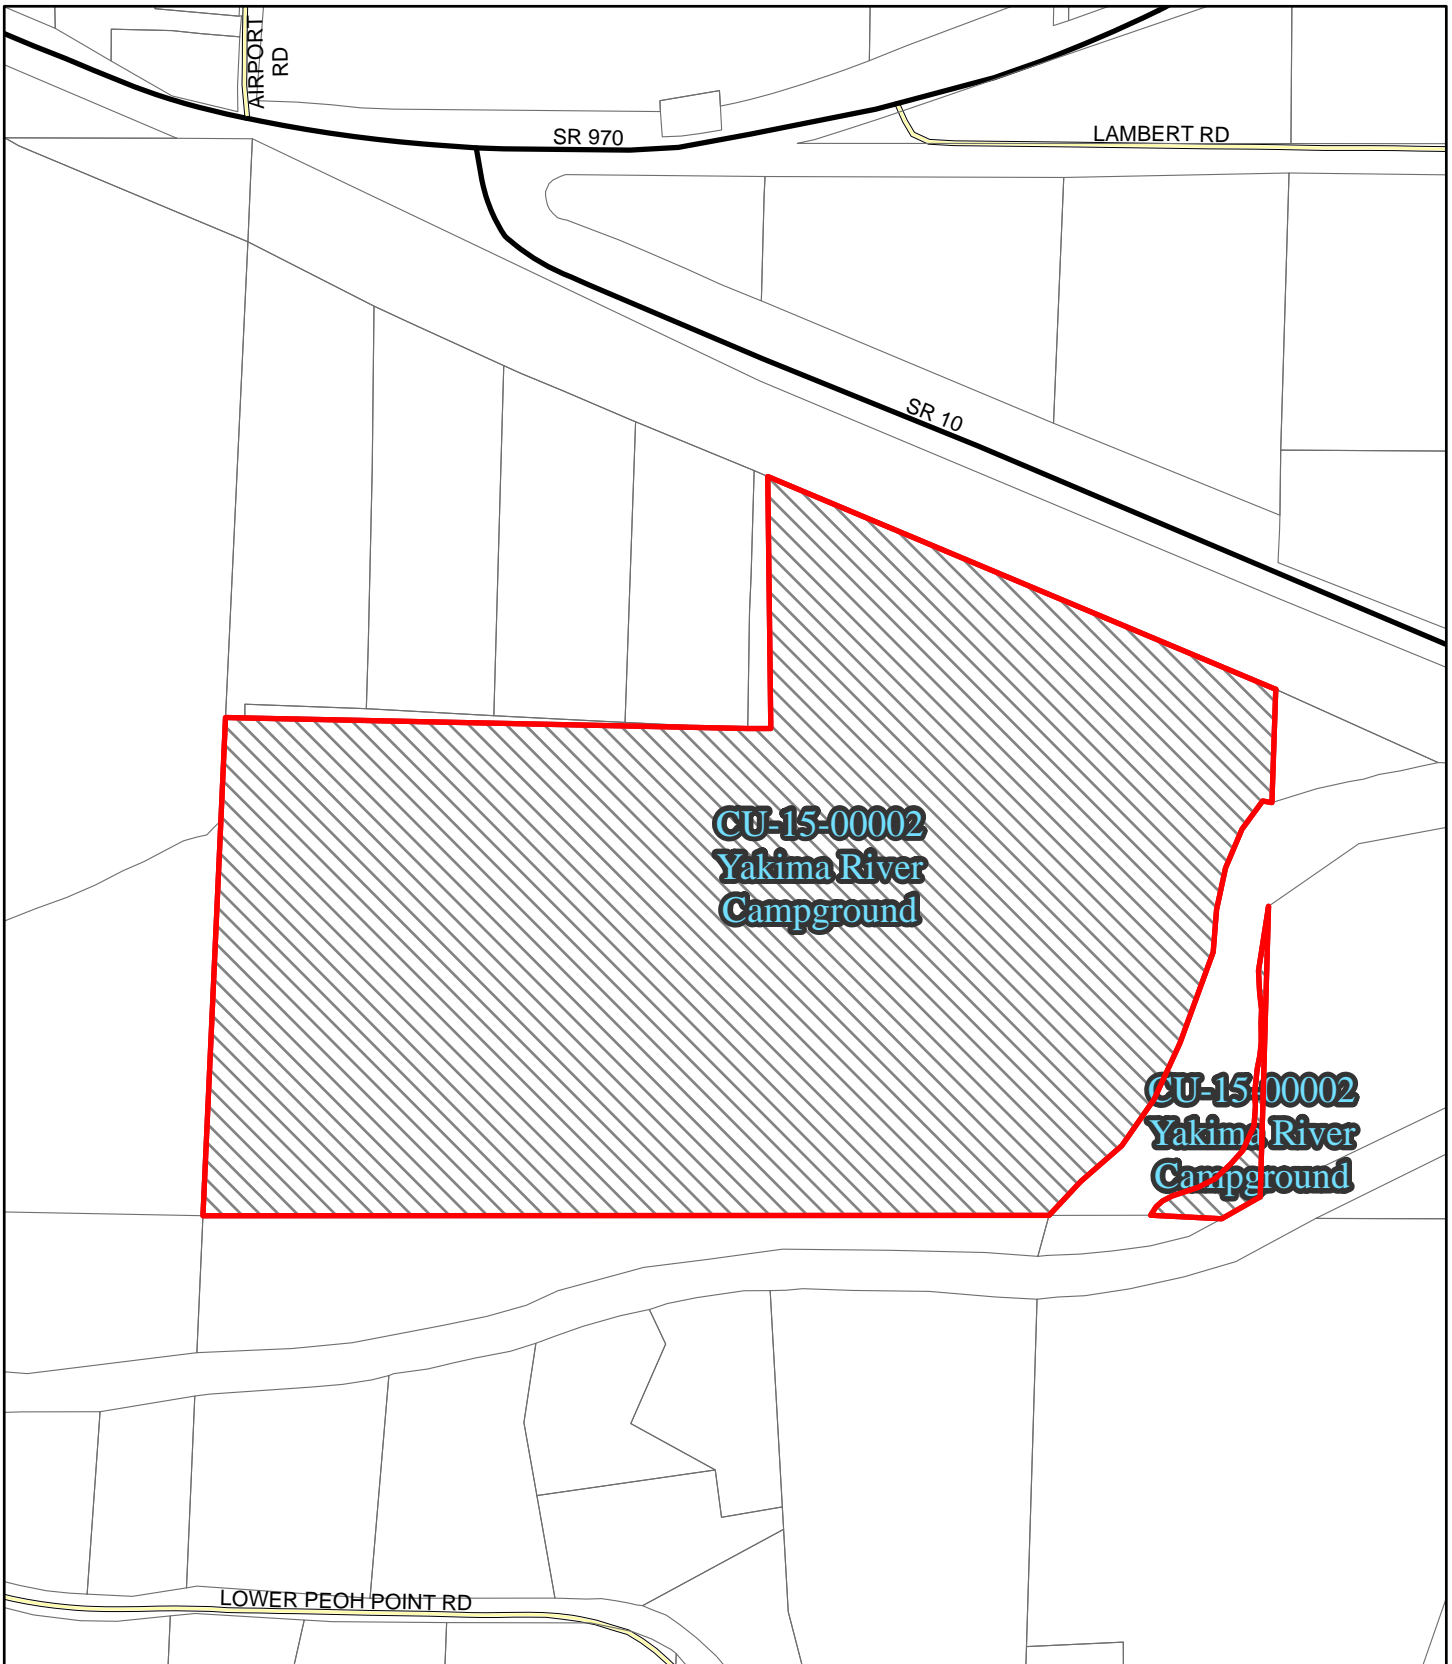 AIRPORT
RD
SR 970
LAMBERT RD
SR 10
CU-15-00002
Yakima River
Campground
CU-15-00002
Yakima River
Campground
LOWER PEOH POINT RD